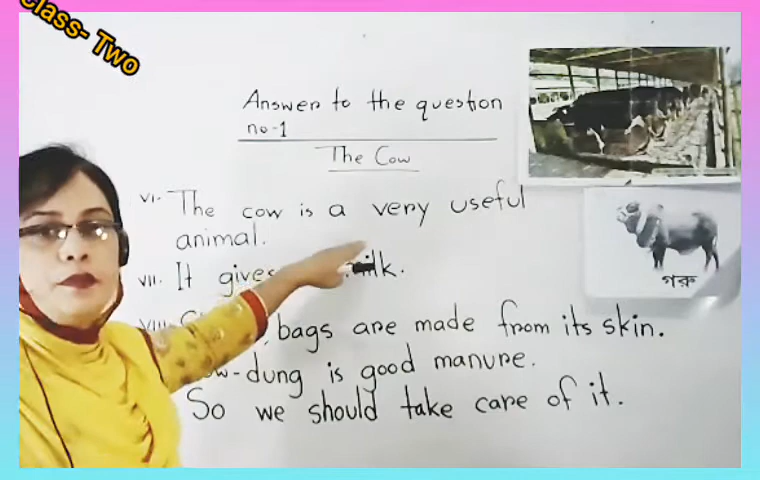 Class- Two
Answer to the question
no-1
The Cow
VI. The cow is a very useful
animal.
VII. It gives milk.
VIII. bags are made from its skin.
-dung is good manure.
So we should take care of it.
গরু